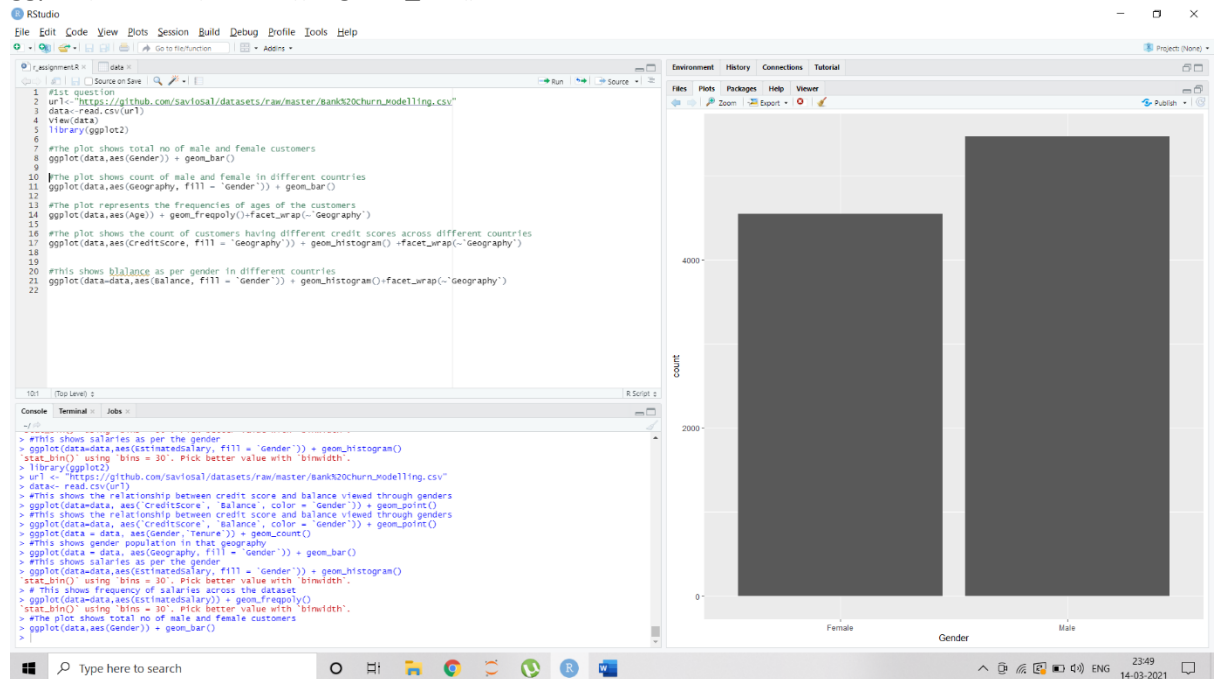 RStudio
File Edit Code View Plots Session Build Debug Profile Tools Help
Go to file/function Addins Project: (None)
r_assignment.R data
Source on Save Run Source
1 #1st question
2 url<-"https://github.com/saviosal/datasets/raw/master/Bank%20Churn_Modelling.csv"
3 data<-read.csv(url)
4 View(data)
5 library(ggplot2)
6
7 #The plot shows total no of male and female customers
8 ggplot(data,aes(Gender)) + geom_bar()
9
10 #The plot shows count of male and female in different countries
11 ggplot(data,aes(Geography, fill = `Gender`)) + geom_bar()
12
13 #The plot represents the frequencies of ages of the customers
14 ggplot(data,aes(Age)) + geom_freqpoly()+facet_wrap(~`Geography`)
15
16 #The plot shows the count of customers having different credit scores across different countries
17 ggplot(data,aes(CreditScore, fill = `Geography`)) + geom_histogram() +facet_wrap(~`Geography`)
18
19
20 #This shows blalance as per gender in different countries
21 ggplot(data=data,aes(Balance, fill = `Gender`)) + geom_histogram()+facet_wrap(~`Geography`)
22
10:1 (Top Level) R Script
Console Terminal Jobs
~/
> #This shows salaries as per the gender
> ggplot(data=data,aes(EstimatedSalary, fill = `Gender`)) + geom_histogram()
`stat_bin()` using `bins = 30`. Pick better value with `binwidth`.
> library(ggplot2)
> url <- "https://github.com/saviosal/datasets/raw/master/Bank%20Churn_Modelling.csv"
> data<- read.csv(url)
> #This shows the relationship between credit score and balance viewed through genders
> ggplot(data=data, aes(`CreditScore`, `Balance`, color = `Gender`)) + geom_point()
> #This shows the relationship between credit score and balance viewed through genders
> ggplot(data=data, aes(`CreditScore`, `Balance`, color = `Gender`)) + geom_point()
> ggplot(data = data, aes(Gender,`Tenure`)) + geom_count()
> #This shows gender population in that geography
> ggplot(data = data, aes(Geography, fill = `Gender`)) + geom_bar()
> #This shows salaries as per the gender
> ggplot(data=data,aes(EstimatedSalary, fill = `Gender`)) + geom_histogram()
`stat_bin()` using `bins = 30`. Pick better value with `binwidth`.
> # This shows frequency of salaries across the dataset
> ggplot(data=data,aes(EstimatedSalary)) + geom_freqpoly()
`stat_bin()` using `bins = 30`. Pick better value with `binwidth`.
> #The plot shows total no of male and female customers
> ggplot(data,aes(Gender)) + geom_bar()
>
Environment History Connections Tutorial
Files Plots Packages Help Viewer
Zoom Export Publish
count
4000
2000
0
Female Male
Gender
Type here to search
R W
ENG
23:49
14-03-2021